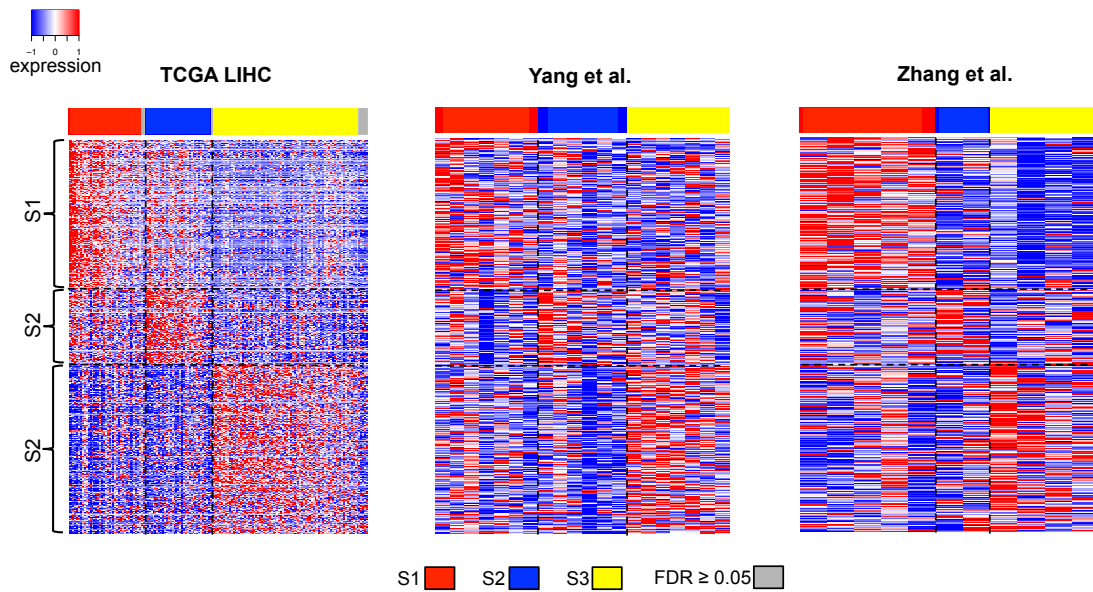 -1 0 1
expression
TCGA LIHC
Yang et al.
Zhang et al.
S1
S2
S2
S1 S2 S3 FDR ≥ 0.05